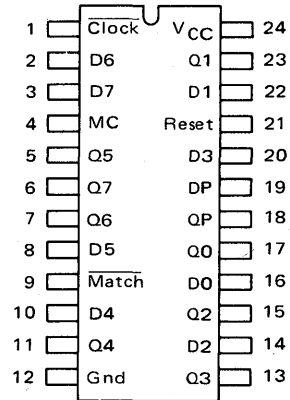 1 C̅l̅o̅c̅k̅ VCC 24
2 D6 Q1 23
3 D7 D1 22
4 MC Reset 21
5 Q5 D3 20
6 Q7 DP 19
7 Q6 QP 18
8 D5 Q0 17
9 M̅a̅t̅c̅h̅ D0 16
10 D4 Q2 15
11 Q4 D2 14
12 Gnd Q3 13